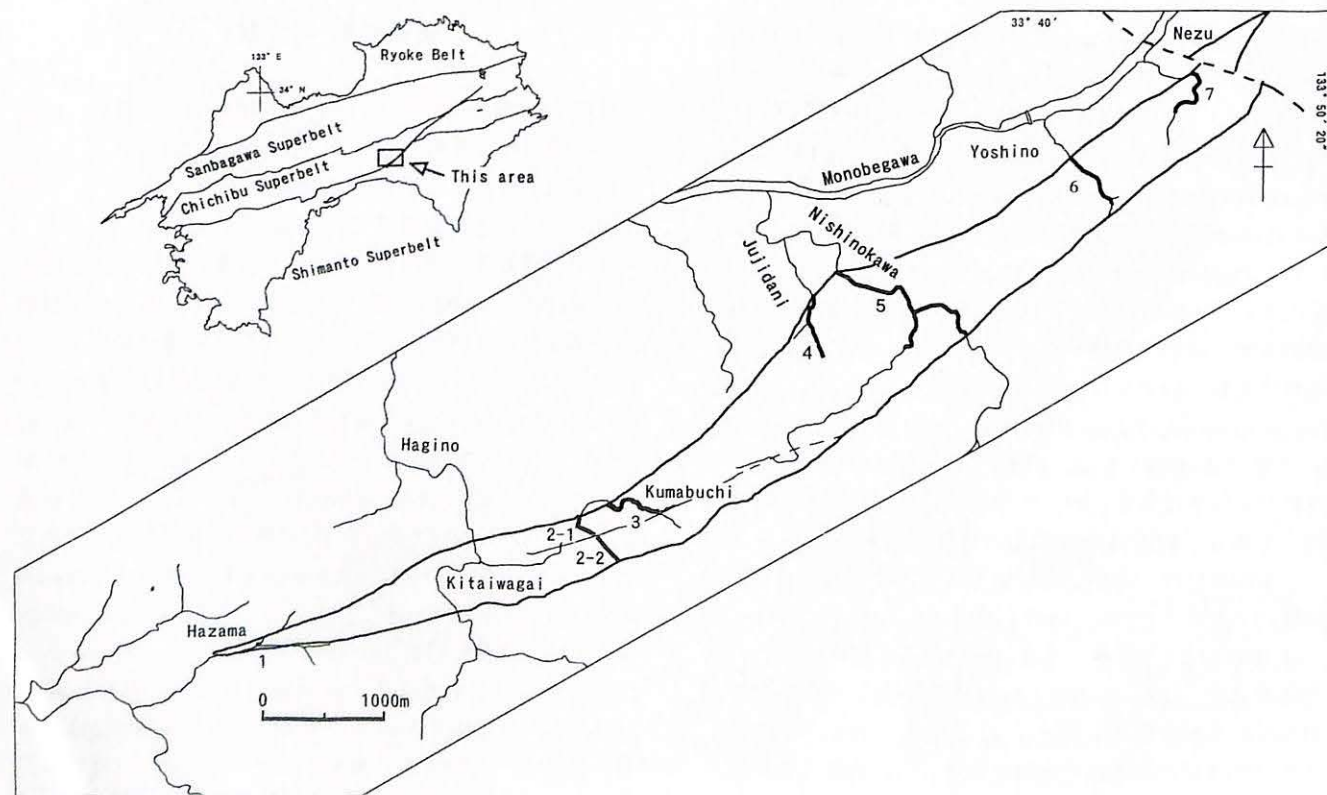 133° E
34° N
Ryoke Belt
Sanbagawa Superbelt
Chichibu Superbelt
This area
Shimanto Superbelt
33° 40′
Nezu
133° 50′ 20″
7
Yoshino
Monobegawa
6
Nishinokawa
Jujidani
5
4
Hagino
Kumabuchi
3
2-1
2-2
Kitaiwagai
Hazama
1
0 1000m